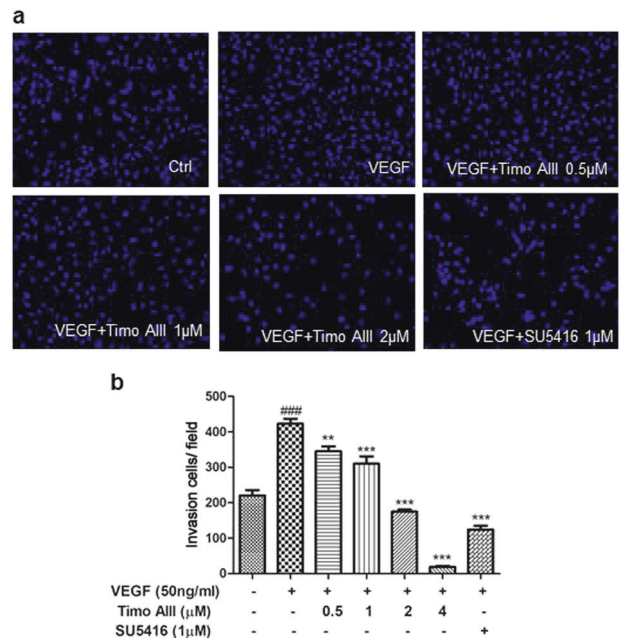 a
Ctrl
VEGF
VEGF+Timo AIII 0.5µM
VEGF+Timo AIII 1µM
VEGF+Timo AIII 2µM
VEGF+SU5416 1µM
b
Invasion cells/ field
500
400
300
200
100
0
###
**
***
***
***
***
VEGF (50ng/ml) - + + + + + +
Timo AIII (µM) - - 0.5 1 2 4 -
SU5416 (1µM) - - - - - - +